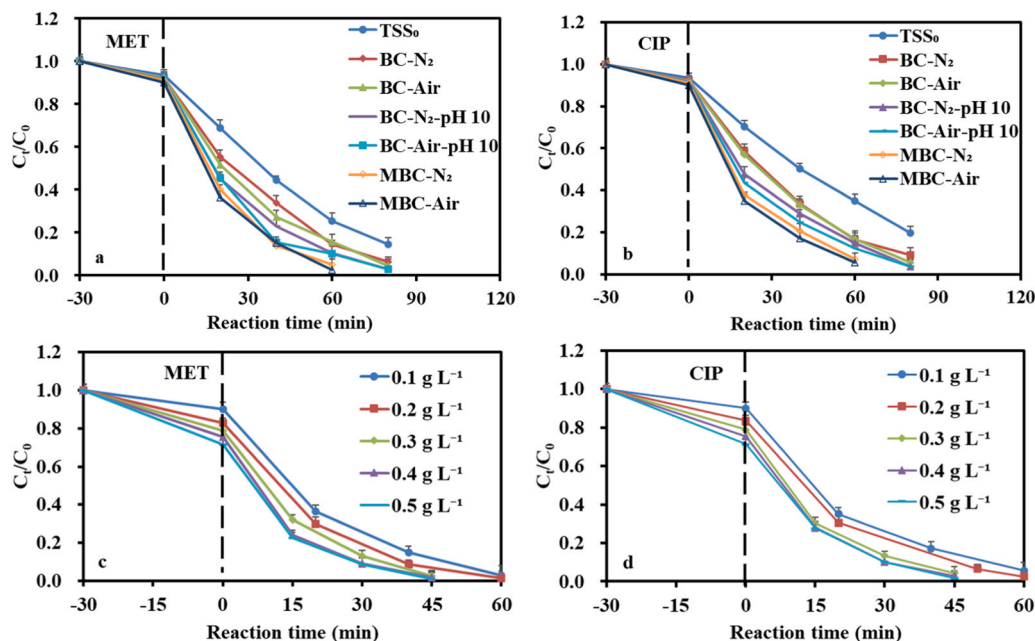 1.2
1.0
0.8
0.6
0.4
0.2
0.0
Cₜ/C₀
MET
TSS₀
BC-N₂
BC-Air
BC-N₂-pH 10
BC-Air-pH 10
MBC-N₂
MBC-Air
a
-30 0 30 60 90 120
Reaction time (min)
1.2
1.0
0.8
0.6
0.4
0.2
0.0
Cₜ/C₀
CIP
TSS₀
BC-N₂
BC-Air
BC-N₂-pH 10
BC-Air-pH 10
MBC-N₂
MBC-Air
b
-30 0 30 60 90 120
Reaction time (min)
1.2
1.0
0.8
0.6
0.4
0.2
0.0
Cₜ/C₀
MET
0.1 g L⁻¹
0.2 g L⁻¹
0.3 g L⁻¹
0.4 g L⁻¹
0.5 g L⁻¹
c
-30 -15 0 15 30 45 60
Reaction time (min)
1.2
1.0
0.8
0.6
0.4
0.2
0.0
Cₜ/C₀
CIP
0.1 g L⁻¹
0.2 g L⁻¹
0.3 g L⁻¹
0.4 g L⁻¹
0.5 g L⁻¹
d
-30 -15 0 15 30 45 60
Reaction time (min)